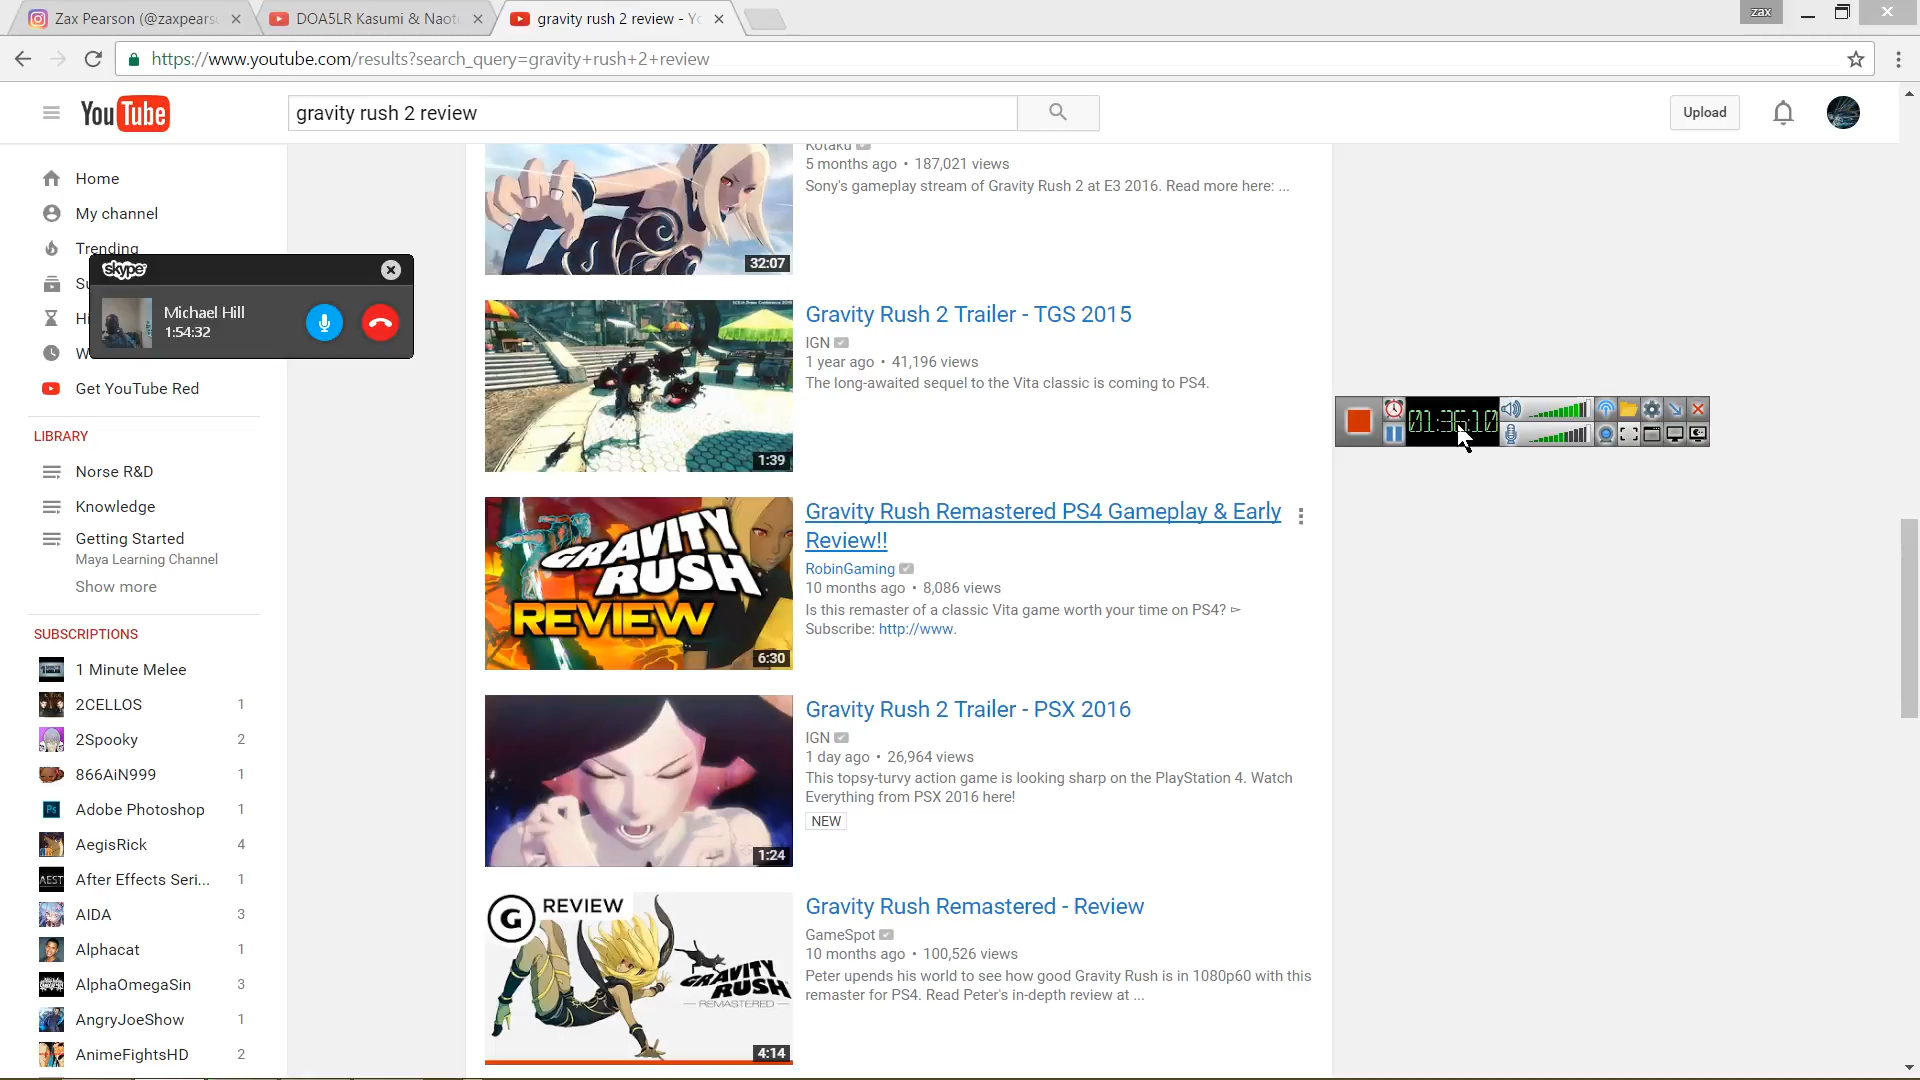 Zax Pearson (@zaxpears
DOA5LR Kasumi & Naot
gravity rush 2 review - Yo
zax
https://www.youtube.com/results?search_query=gravity+rush+2+review
YouTube
gravity rush 2 review
Upload
Home
My channel
Trending
Su
Hi
W
Get YouTube Red
skype
Michael Hill
1:54:32
LIBRARY
Norse R&D
Knowledge
Getting Started
Maya Learning Channel
Show more
SUBSCRIPTIONS
1 Minute Melee
2CELLOS 1
2Spooky 2
866AiN999 1
Adobe Photoshop 1
AegisRick 4
After Effects Seri... 1
AIDA 3
Alphacat 1
AlphaOmegaSin 3
AngryJoeShow 1
AnimeFightsHD 2
Kotaku
5 months ago • 187,021 views
Sony's gameplay stream of Gravity Rush 2 at E3 2016. Read more here: ...
32:07
Gravity Rush 2 Trailer - TGS 2015
IGN
1 year ago • 41,196 views
The long-awaited sequel to the Vita classic is coming to PS4.
1:39
GRAVITY
RUSH
REVIEW
6:30
Gravity Rush Remastered PS4 Gameplay & Early
Review!!
RobinGaming
10 months ago • 8,086 views
Is this remaster of a classic Vita game worth your time on PS4? ►
Subscribe: http://www.
Gravity Rush 2 Trailer - PSX 2016
IGN
1 day ago • 26,964 views
This topsy-turvy action game is looking sharp on the PlayStation 4. Watch
Everything from PSX 2016 here!
NEW
1:24
G REVIEW
GRAVITY
RUSH
REMASTERED
4:14
Gravity Rush Remastered - Review
GameSpot
10 months ago • 100,526 views
Peter upends his world to see how good Gravity Rush is in 1080p60 with this
remaster for PS4. Read Peter's in-depth review at ...
01:36:10
Ps
AEST